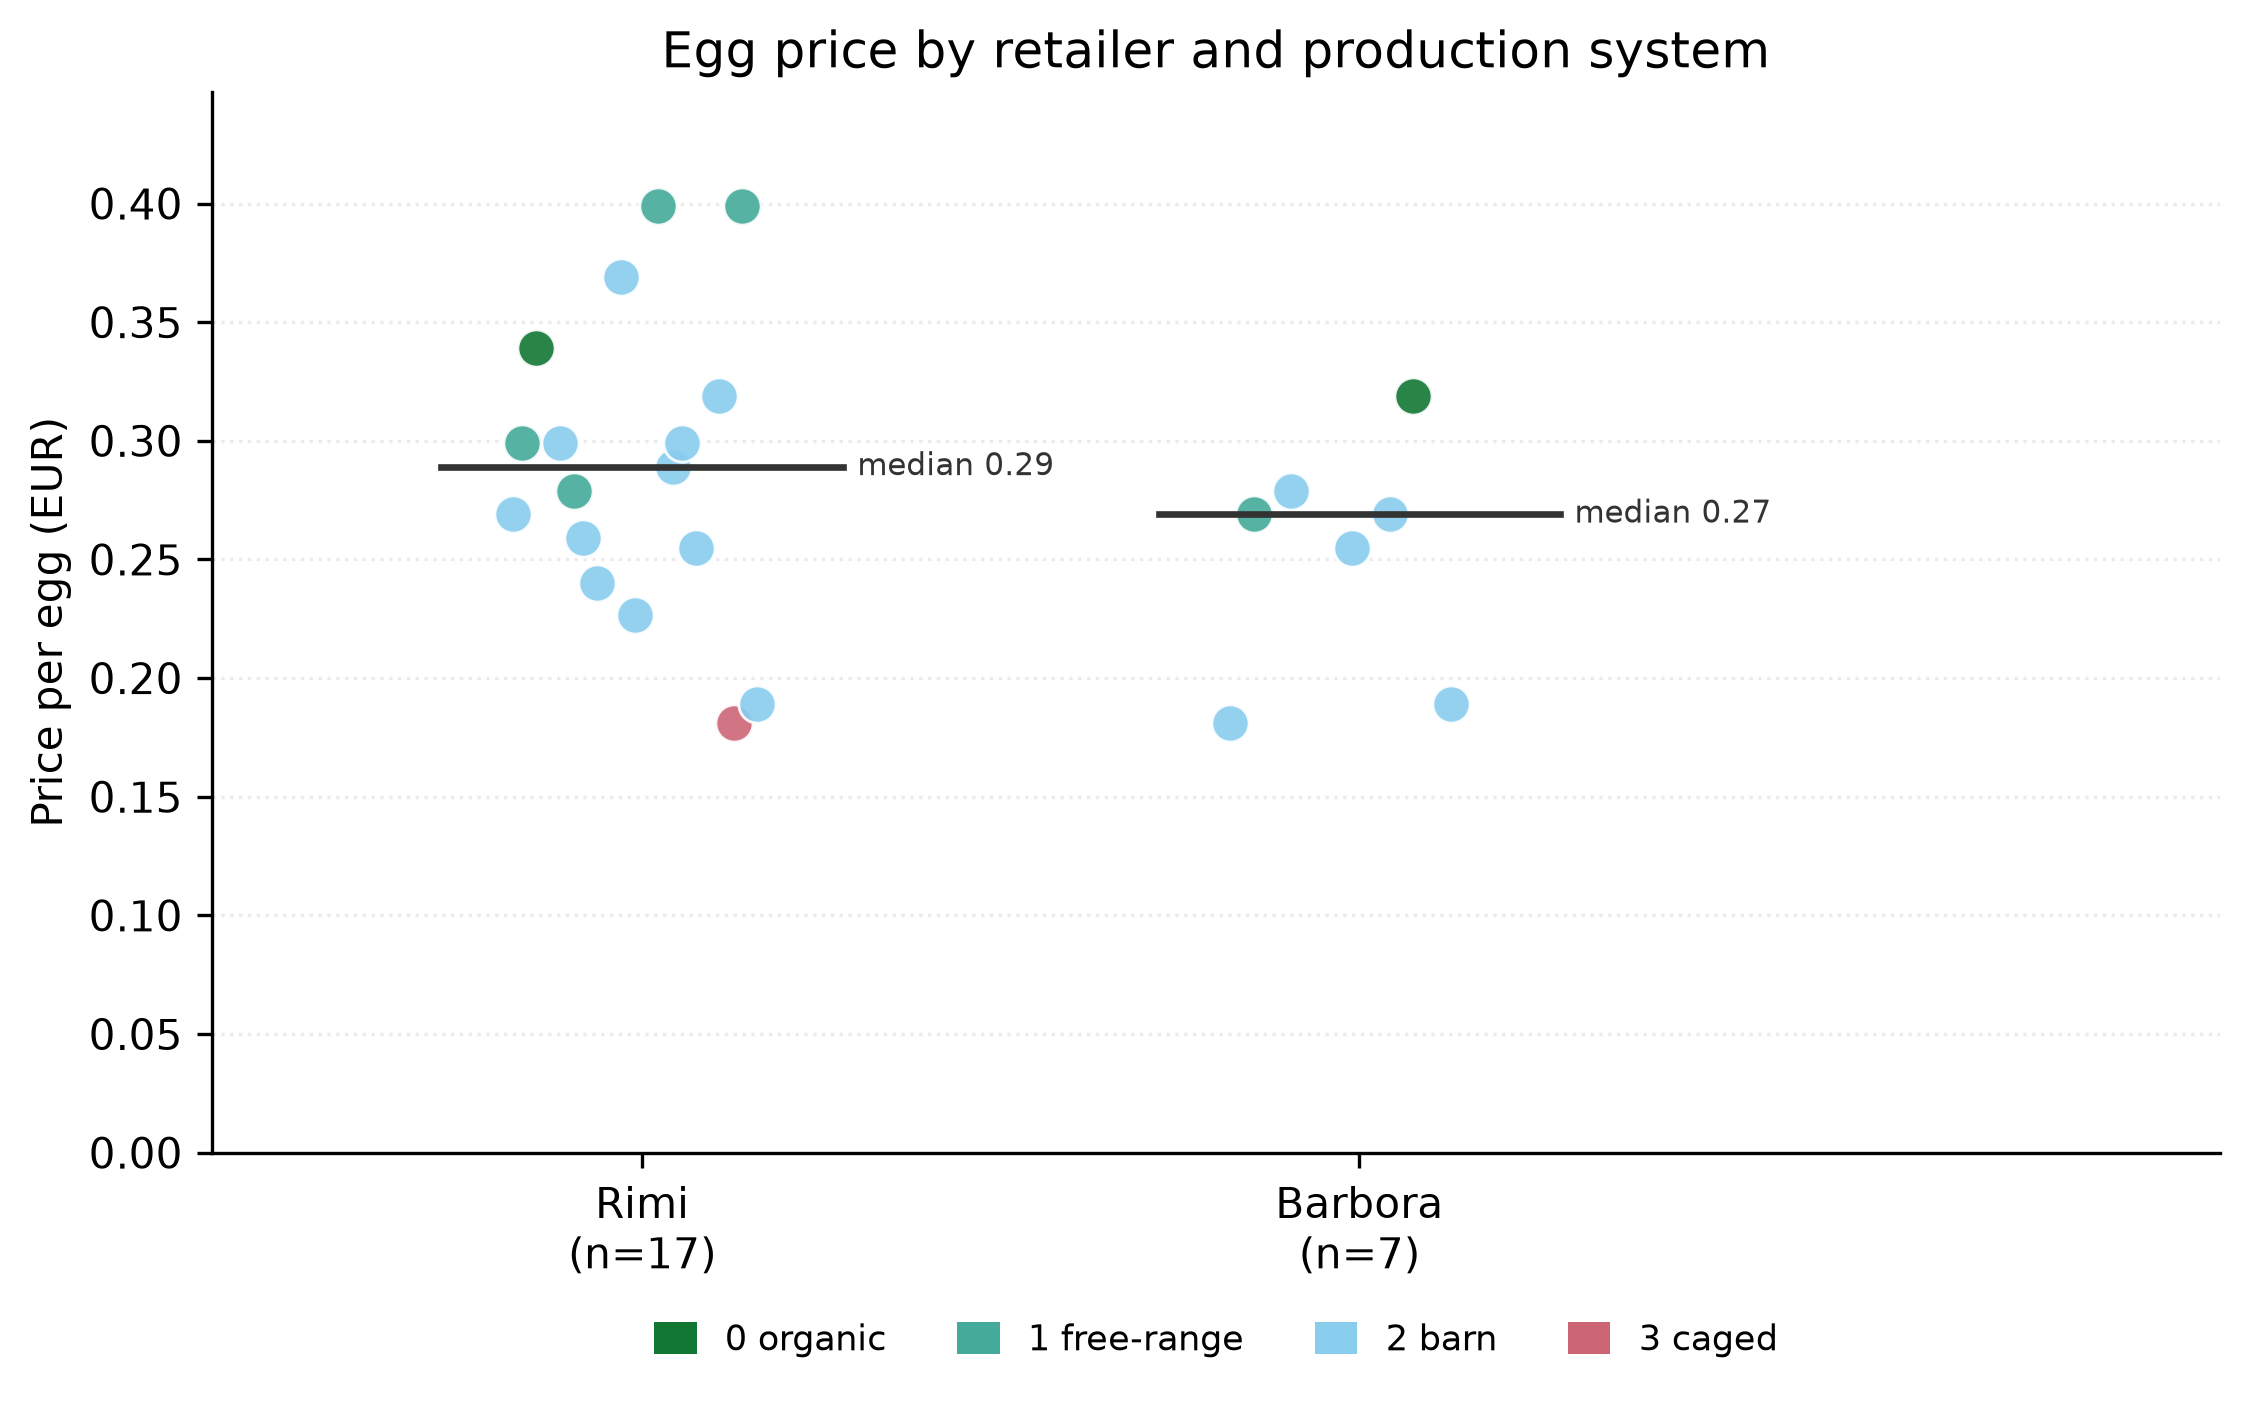 Egg price by retailer and production system
Price per egg (EUR)
0.40
0.35
0.30
0.25
0.20
0.15
0.10
0.05
0.00
median 0.29
median 0.27
Rimi
(n=17)
Barbora
(n=7)
0 organic
1 free-range
2 barn
3 caged